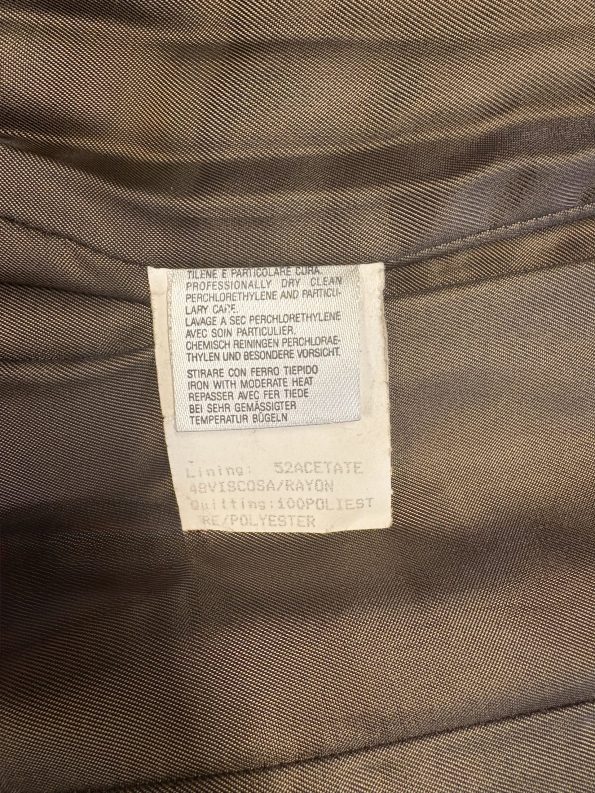 TILENE E PARTICOLARE CURA.
PROFESSIONALLY DRY CLEAN
PERCHLORETHYLENE AND PARTICU-
LARY CARE.
LAVAGE A SEC PERCHLORETHYLENE
AVEC SOIN PARTICULIER.
CHEMISCH REININGEN PERCHLORAE-
THYLEN UND BESONDERE VORSICHT.
STIRARE CON FERRO TIEPIDO
IRON WITH MODERATE HEAT
REPASSER AVEC FER TIEDE
BEI SEHR GEMÄSSIGTER
TEMPERATUR BÜGELN
Lining: 52ACETATE
48VISCOSA/RAYON
Quilting:100POLIEST
RE/POLYESTER